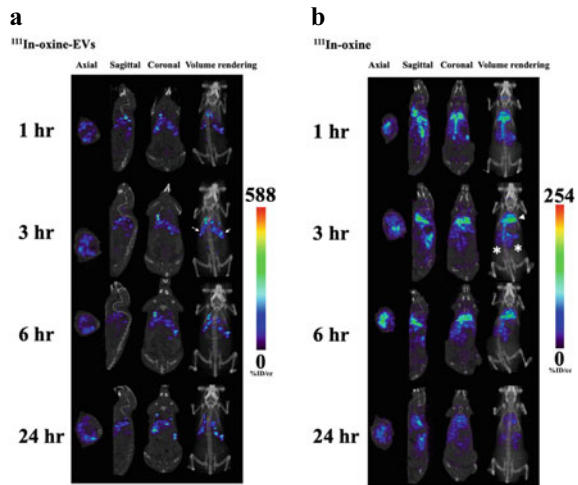 a
¹¹¹In-oxine-EVs
Axial Sagittal Coronal Volume rendering
1 hr
3 hr
6 hr
24 hr
588
0
%ID/cc
b
¹¹¹In-oxine
Axial Sagittal Coronal Volume rendering
1 hr
3 hr
* *
6 hr
24 hr
254
0
%ID/cc